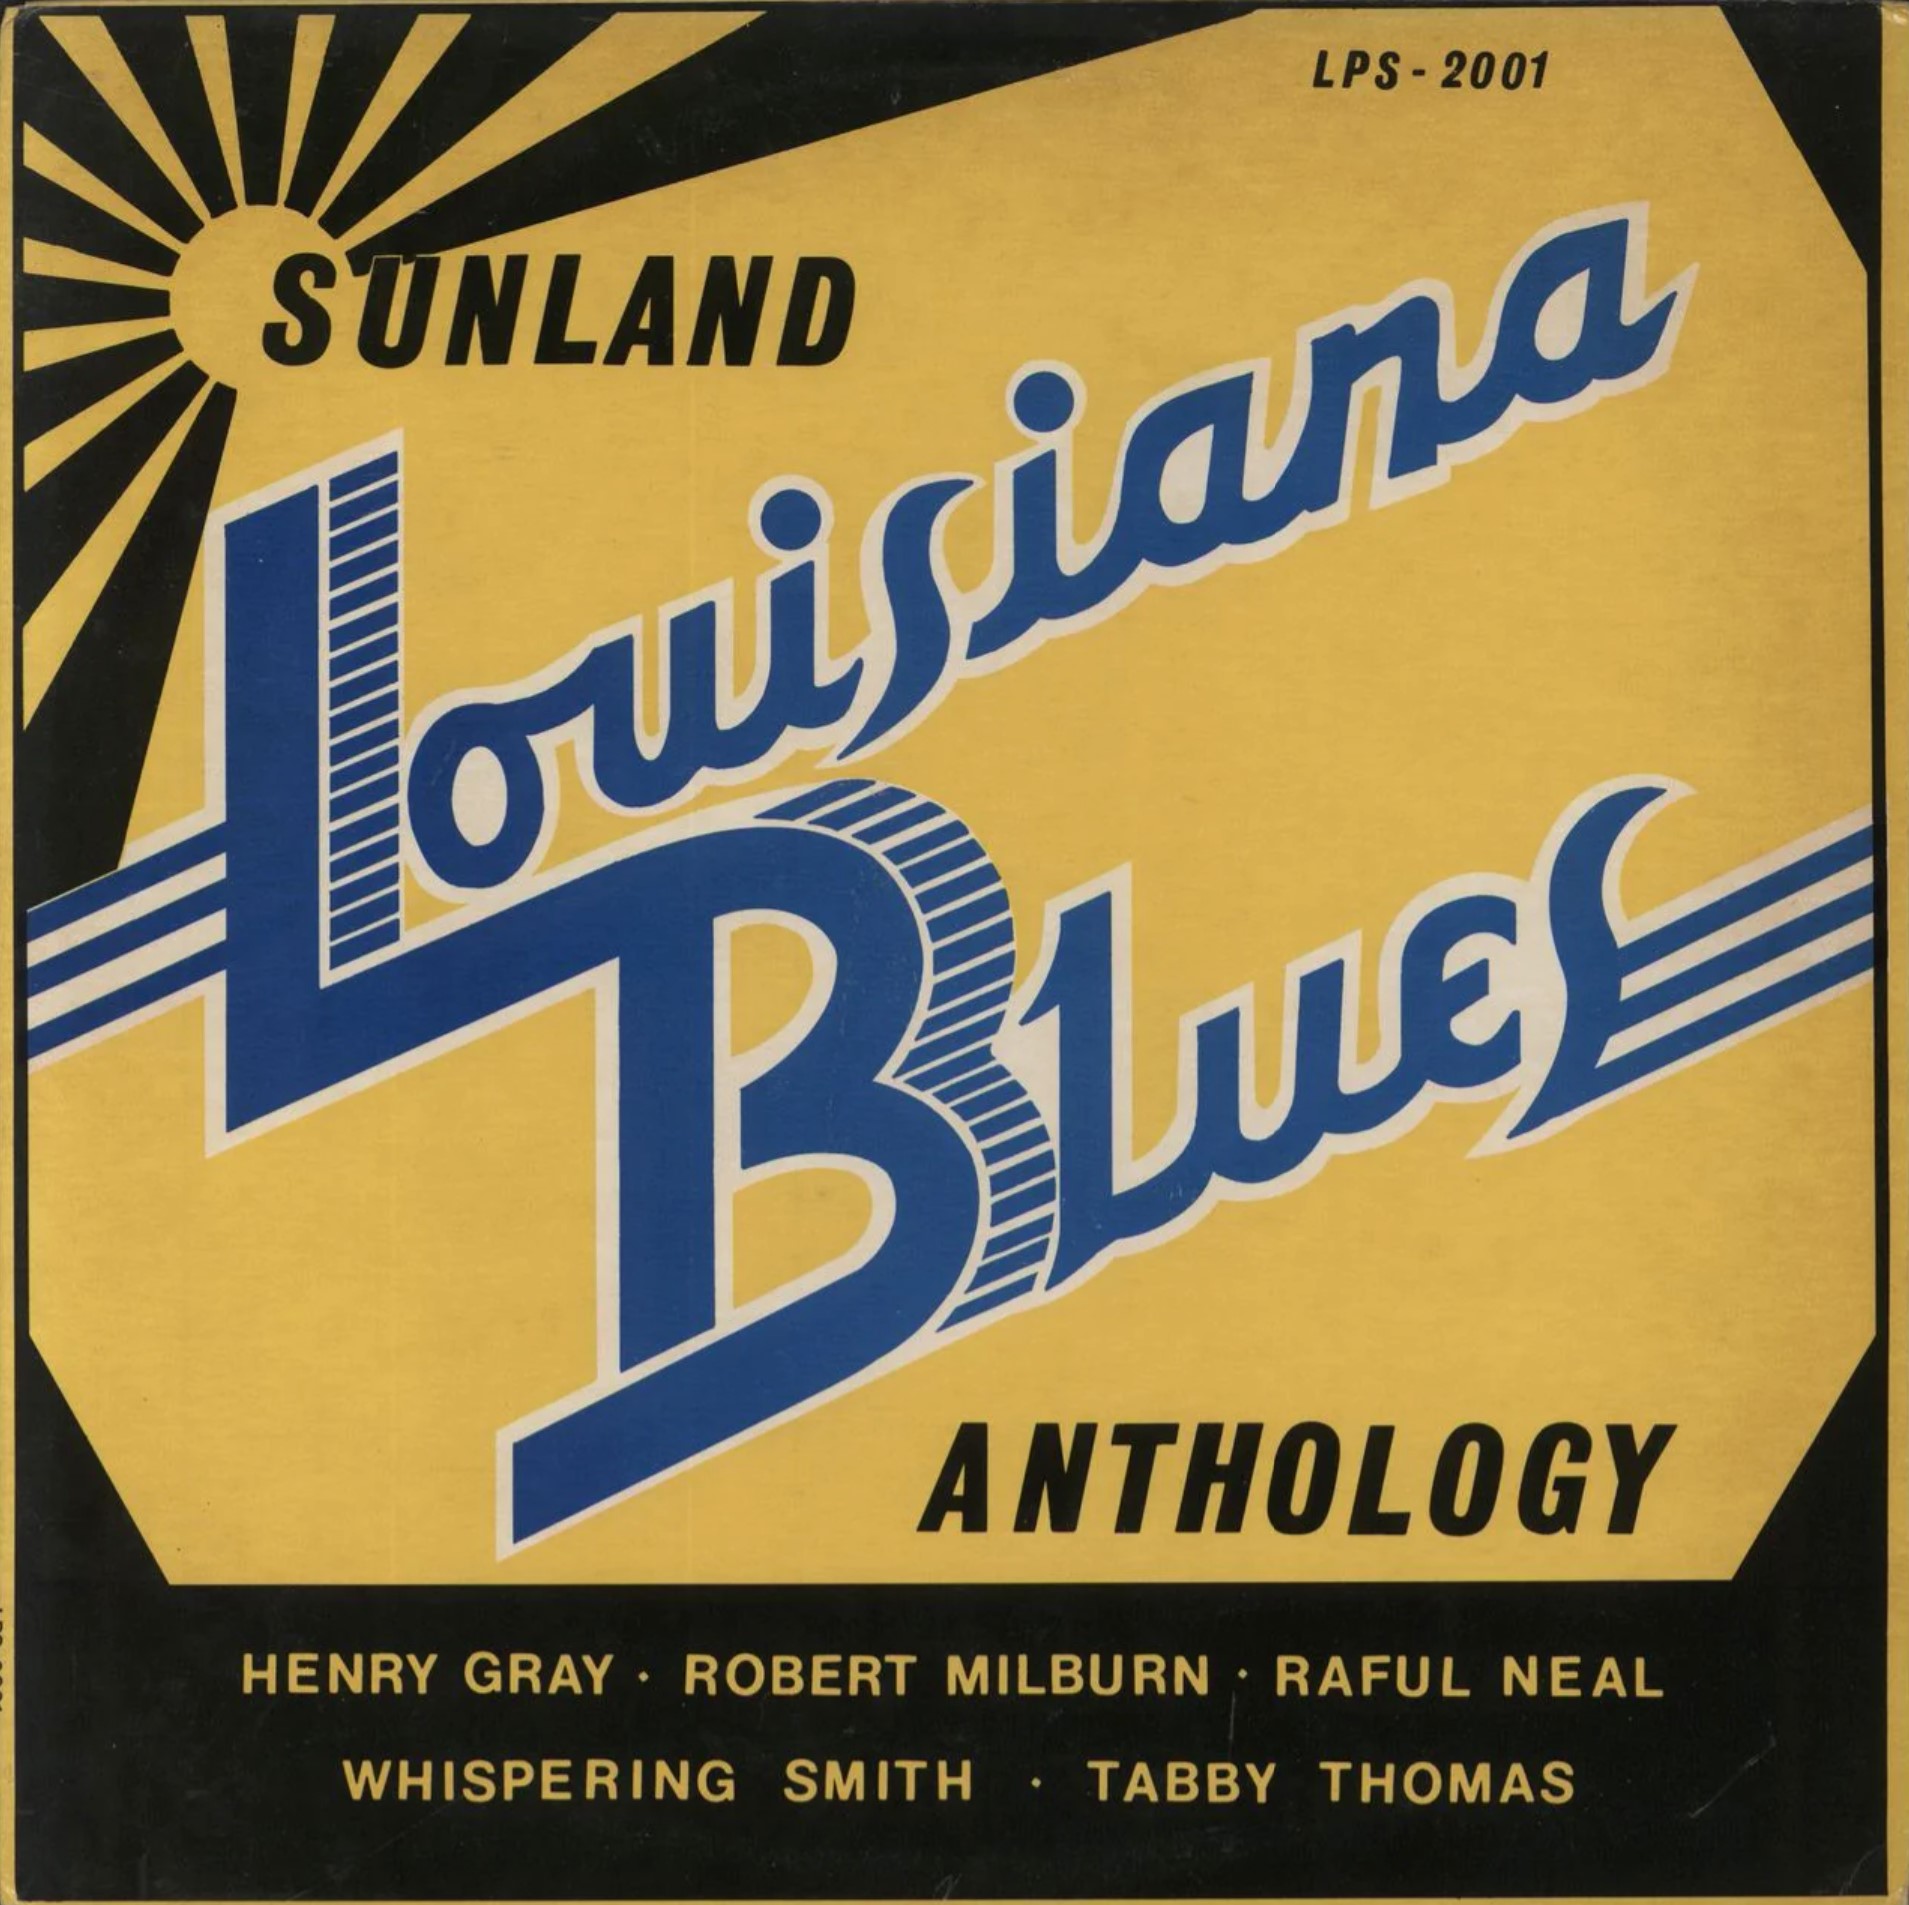 LPS - 2001
SUNLAND
Louisiana
Blues
ANTHOLOGY
HENRY GRAY · ROBERT MILBURN · RAFUL NEAL
WHISPERING SMITH · TABBY THOMAS